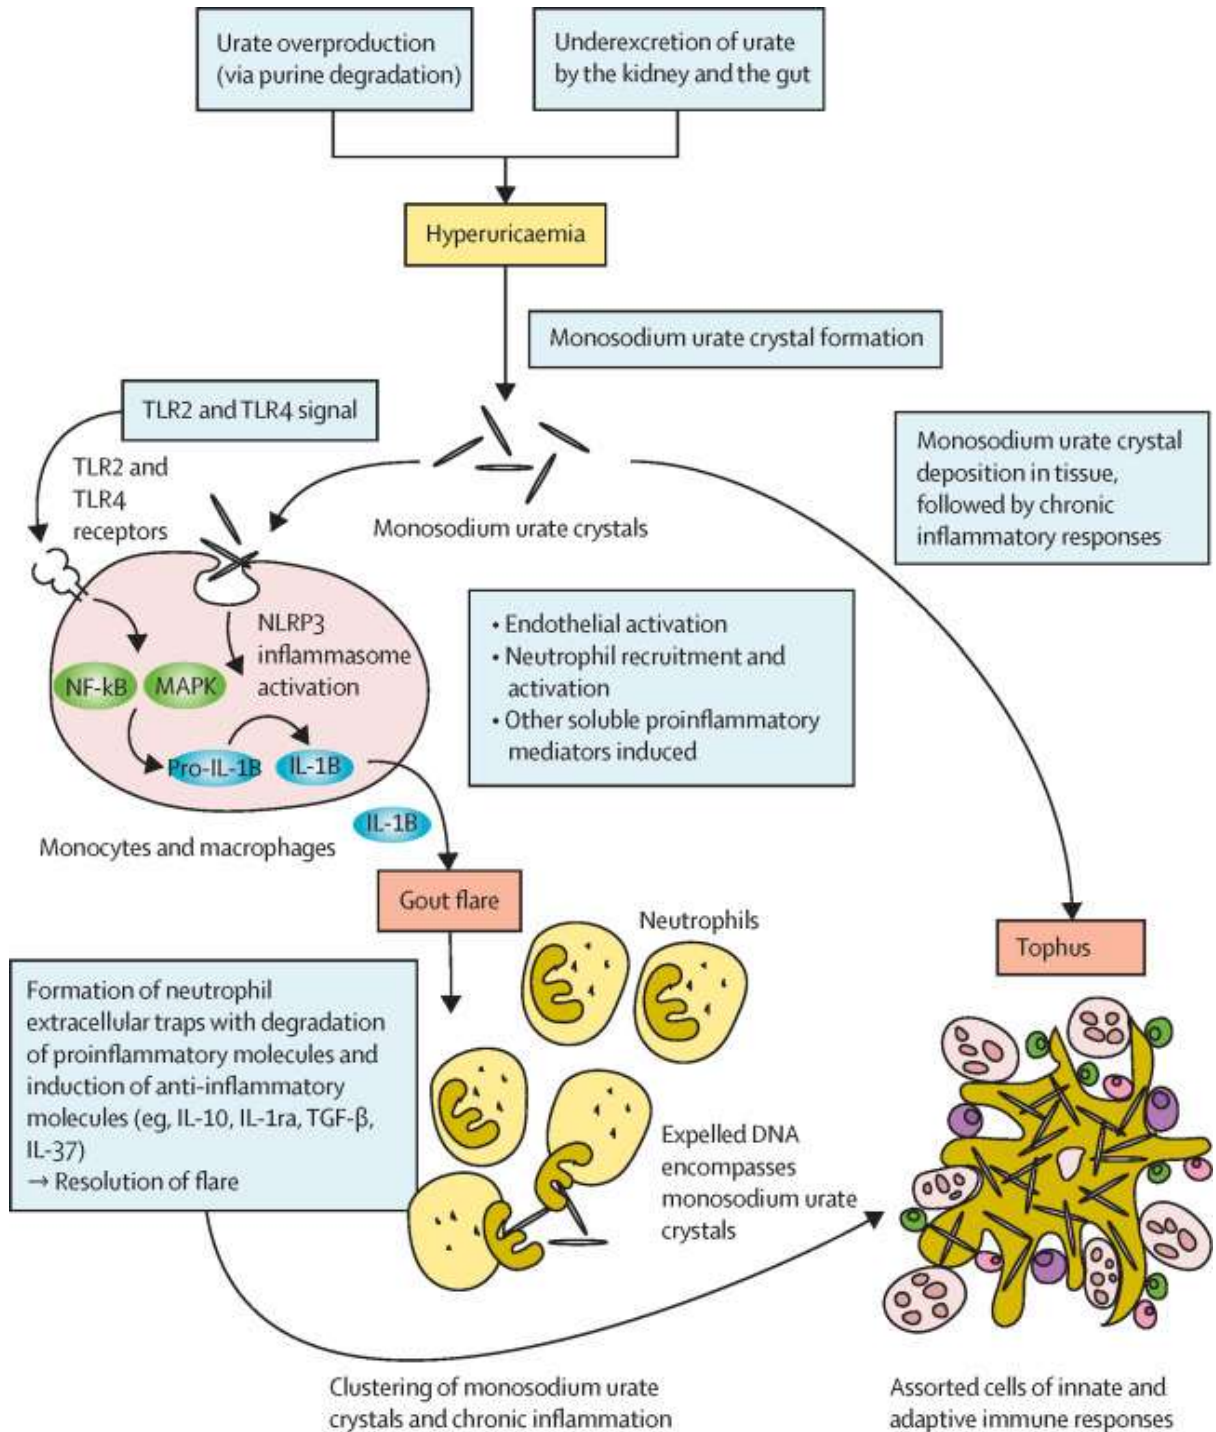 Urate overproduction
(via purine degradation)
Underexcretion of urate
by the kidney and the gut
Hyperuricaemia
Monosodium urate crystal formation
TLR2 and TLR4 signal
TLR2 and
TLR4
receptors
Monosodium urate crystals
Monosodium urate crystal
deposition in tissue,
followed by chronic
inflammatory responses
NLRP3
inflammasome
activation
NF-kB
MAPK
Pro-IL-1B
IL-1B
• Endothelial activation
• Neutrophil recruitment and
activation
• Other soluble proinflammatory
mediators induced
IL-1B
Monocytes and macrophages
Gout flare
Neutrophils
Tophus
Formation of neutrophil
extracellular traps with degradation
of proinflammatory molecules and
induction of anti-inflammatory
molecules (eg, IL-10, IL-1ra, TGF-β,
IL-37)
→ Resolution of flare
Expelled DNA
encompasses
monosodium urate
crystals
Clustering of monosodium urate
crystals and chronic inflammation
Assorted cells of innate and
adaptive immune responses